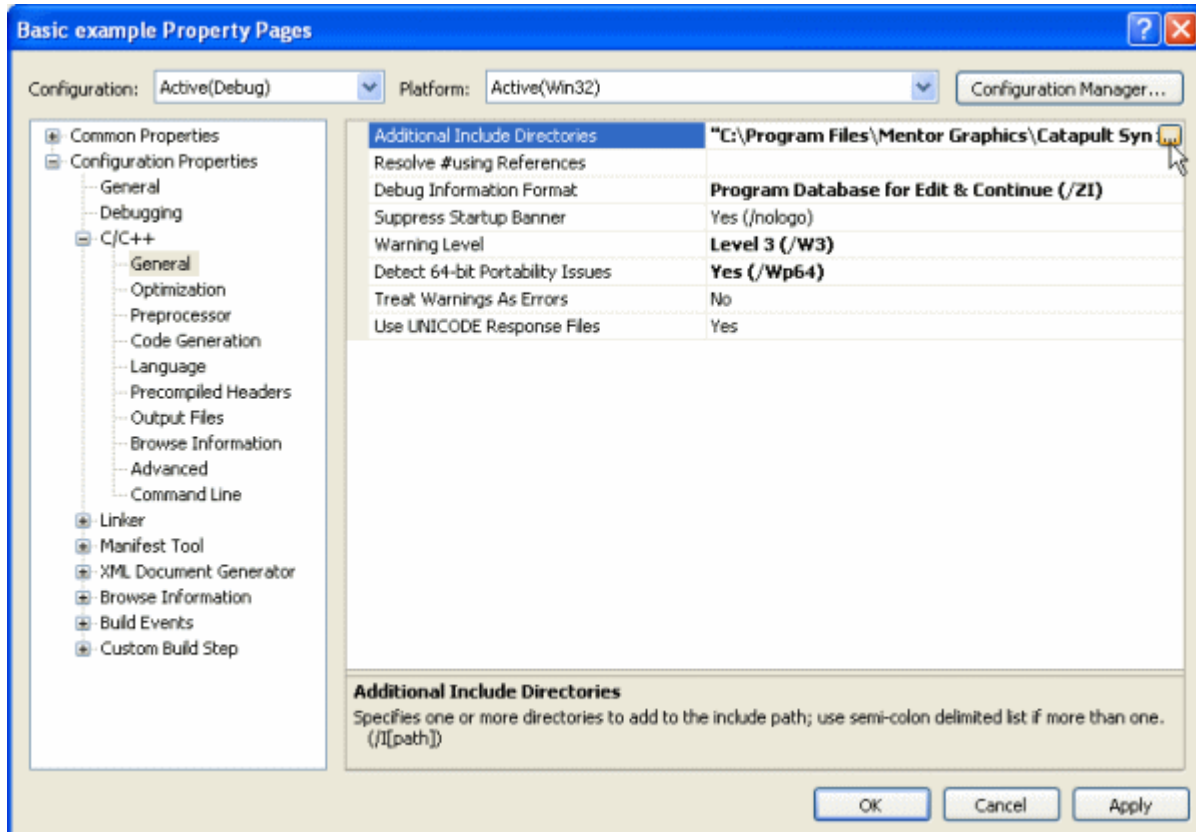 Basic example Property Pages
Configuration: Active(Debug) Platform: Active(Win32) Configuration Manager...
Common Properties
Configuration Properties
General
Debugging
C/C++
General
Optimization
Preprocessor
Code Generation
Language
Precompiled Headers
Output Files
Browse Information
Advanced
Command Line
Linker
Manifest Tool
XML Document Generator
Browse Information
Build Events
Custom Build Step
Additional Include Directories "C:\Program Files\Mentor Graphics\Catapult Syn ...
Resolve #using References
Debug Information Format Program Database for Edit & Continue (/ZI)
Suppress Startup Banner Yes (/nologo)
Warning Level Level 3 (/W3)
Detect 64-bit Portability Issues Yes (/Wp64)
Treat Warnings As Errors No
Use UNICODE Response Files Yes
Additional Include Directories
Specifies one or more directories to add to the include path; use semi-colon delimited list if more than one.
(/I[path])
OK Cancel Apply